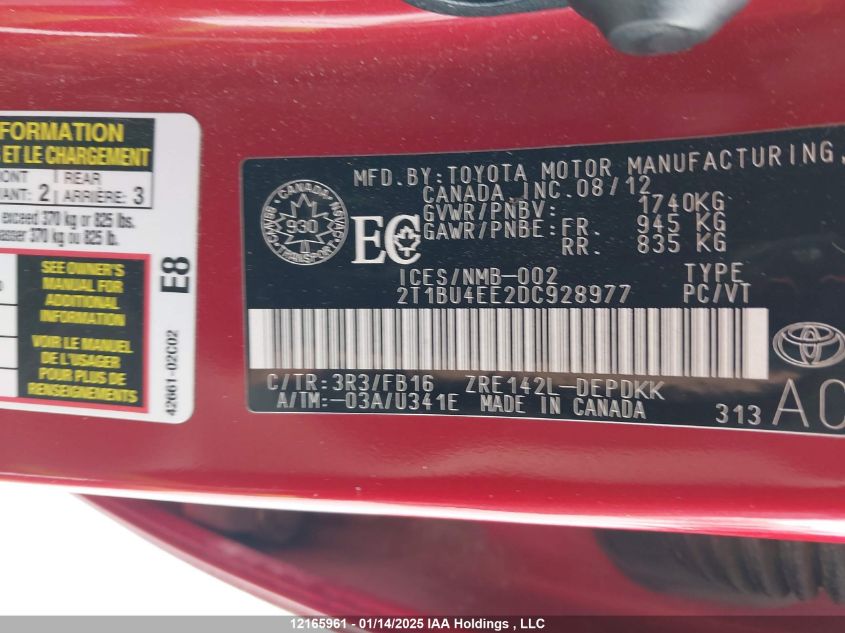 FORMATION
ET LE CHARGEMENT
REAR
2 ARRIÈRE: 3
exceed 370 kg or 825 lbs.
370 kg ou 825 lb.
SEE OWNER'S
MANUAL FOR
ADDITIONAL
INFORMATION
VOIR LE MANUEL
DE L'USAGER
POUR PLUS DE
RENSEIGNEMENTS
E8
42661-02C02
MFD.BY:TOYOTA MOTOR MANUFACTURING,
CANADA, INC.08/12
GVWR/PNBV: 1740KG
GAWR/PNBE: FR. 945 KG
RR. 835 KG
CANADA
930
TRANSPORT
EC
ICES/NMB-002 TYPE
2T1BU4EE2DC928977 PC/VT
C/TR:3R3/FB16 ZRE142L-DEPDKK
A/TM:-03A/U341E MADE IN CANADA
313 AC
12165961 - 01/14/2025 IAA Holdings , LLC